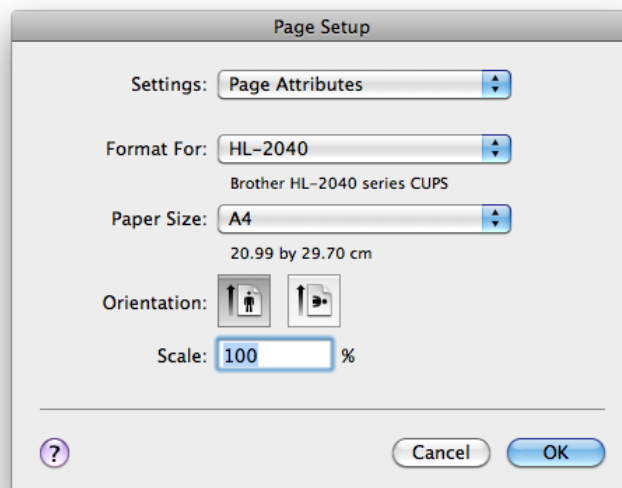 Page Setup
Settings: Page Attributes
Format For: HL-2040
Brother HL-2040 series CUPS
Paper Size: A4
20.99 by 29.70 cm
Orientation:
Scale: 100 %
? Cancel OK